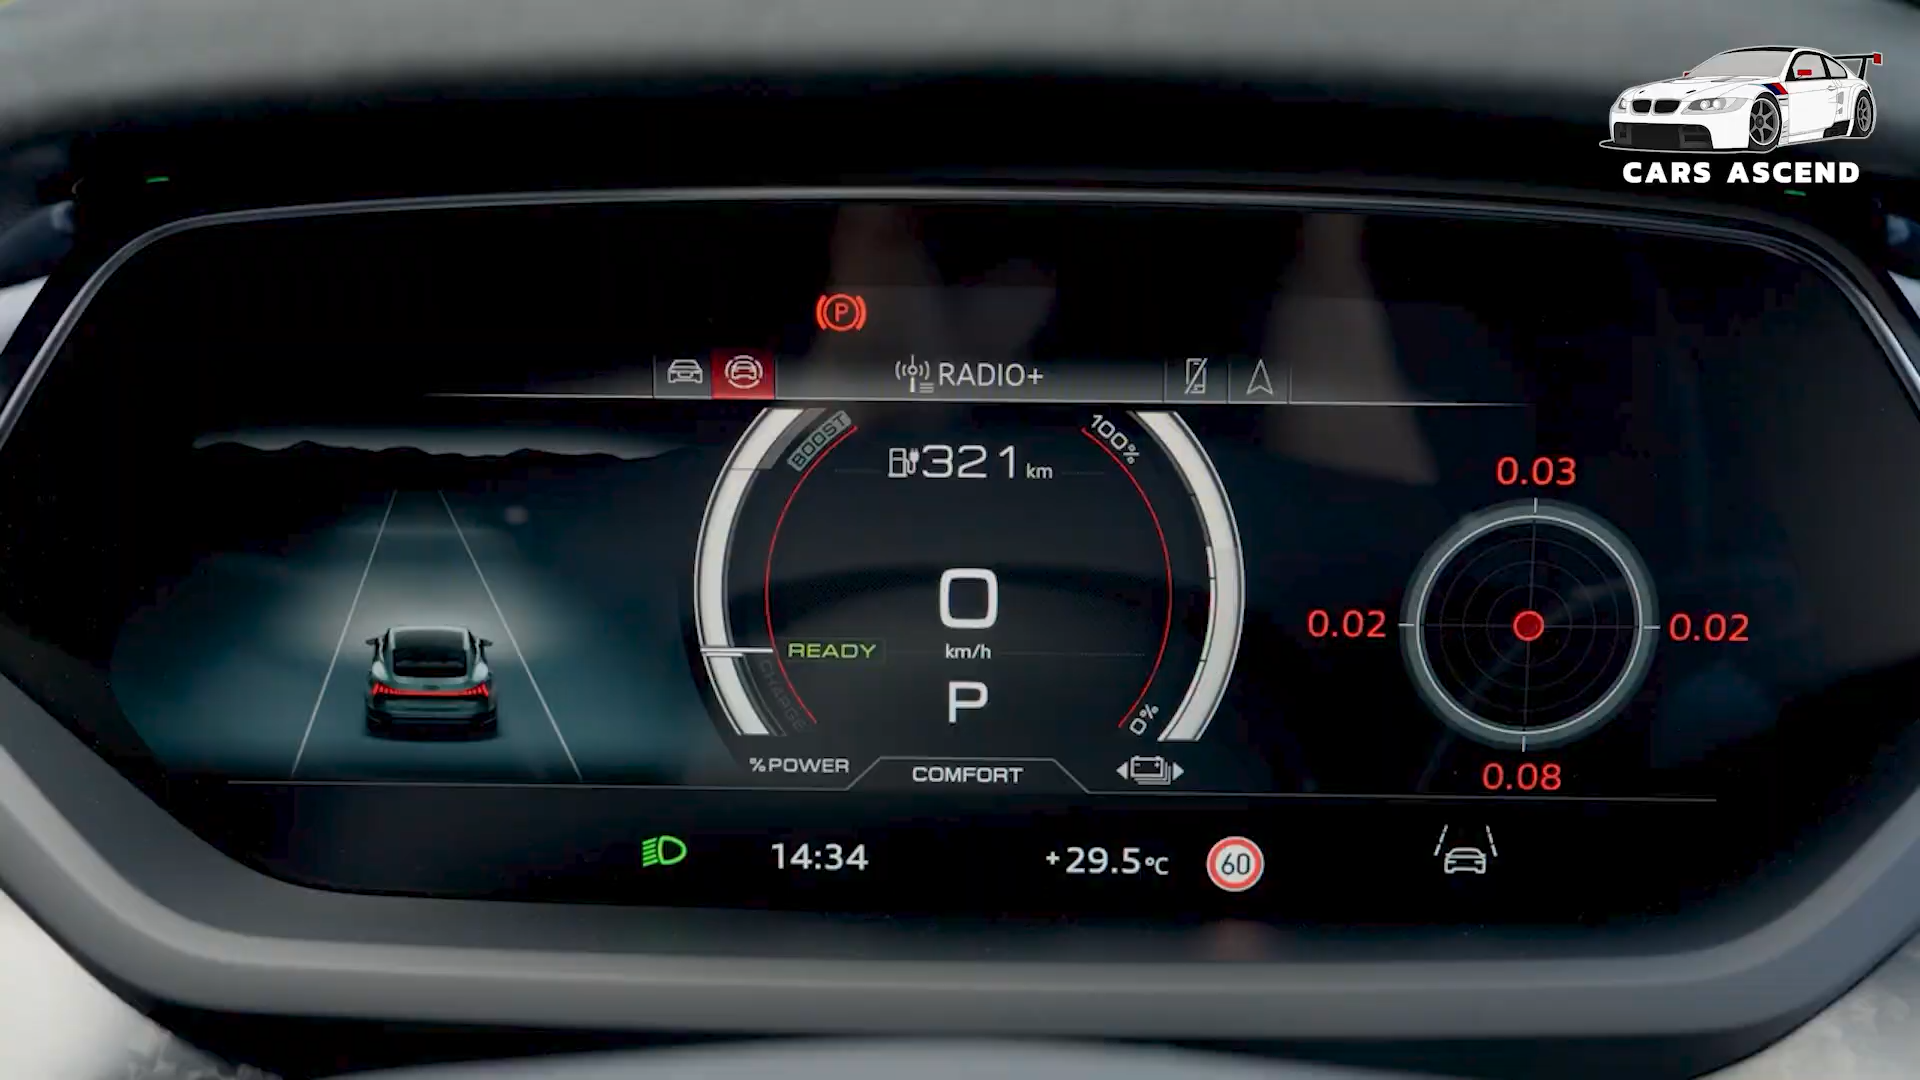 CARS ASCEND
P
RADIO+
BOOST
100%
321 km
0.03
0
0.02
0.02
READY
km/h
CHARGE
P
0%
%POWER
COMFORT
0.08
14:34
+29.5°C
60